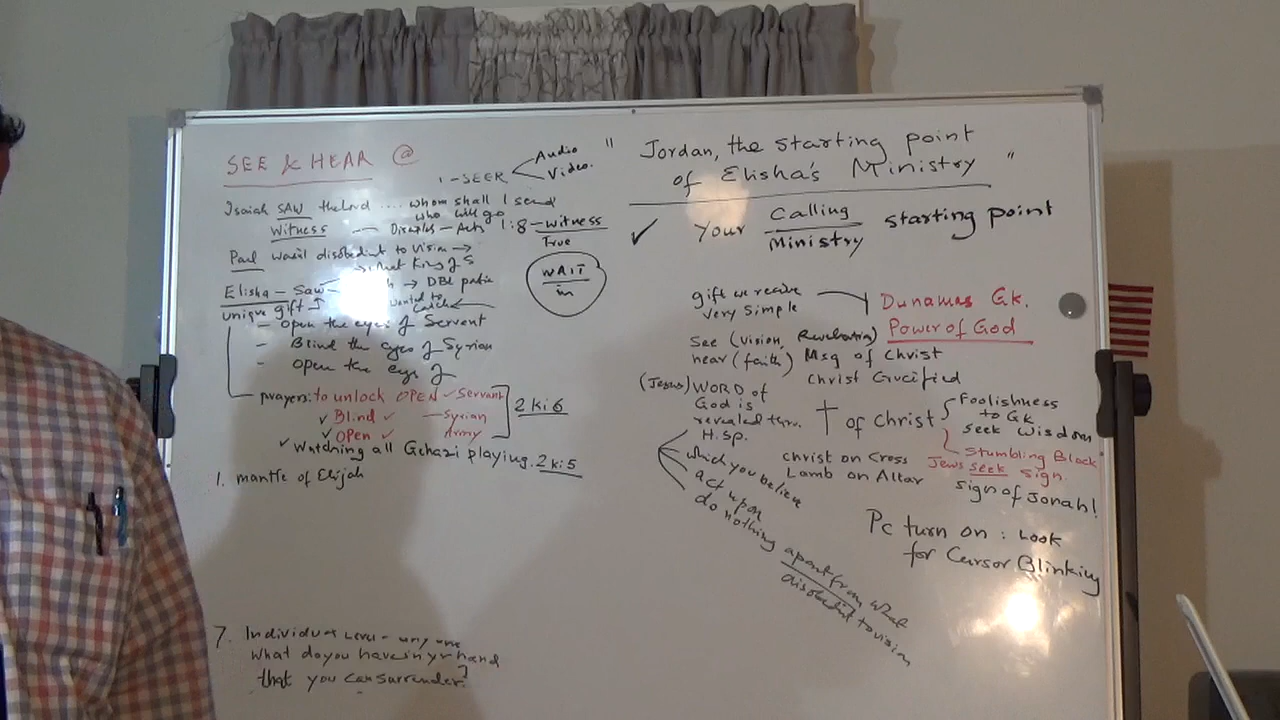 SEE & HEAR @
1 - SEER
Audio
Video.
Isaiah SAW the Lord .... whom shall I send
who will go
Witness — Disciples - Acts 1:8 - witness
True
Paul wasn't disobedient to vision →
WAIT
in
Elisha - Saw → DBL
unique gift
wanted to
- open the eyes of Servant
- Blind the eyes of Syrian
- open the eye of
prayers: to unlock OPEN ✓ Servant
✓ Blind ✓ — Syrian
✓ OPEN ✓ Army
2 ki 6
✓ Watching all Gehazi playing. 2 ki 5
1. mantle of Elijah
7. Individual Level - any one
What do you have in yr hand
that you can surrender?
" Jordan, the starting point
of Elisha's Ministry "
✓ Your Calling starting point
Ministry
gift we receive
very simple
Dunamas Gk.
Power of God
See (vision, Revelation)
hear (faith) Msg of Christ
Christ Crucified
(Jesus) WORD of
God is
revealed thru.
H.sp.
† of Christ
Foolishness
to Gk
seek wisdom
Stumbling Block
Jews seek sign
sign of Jonah!
Christ on Cross
Lamb on Altar
which you believe
act upon
do nothing apart from what
disobedient to vision
Pc turn on : Look
for Cursor Blinking